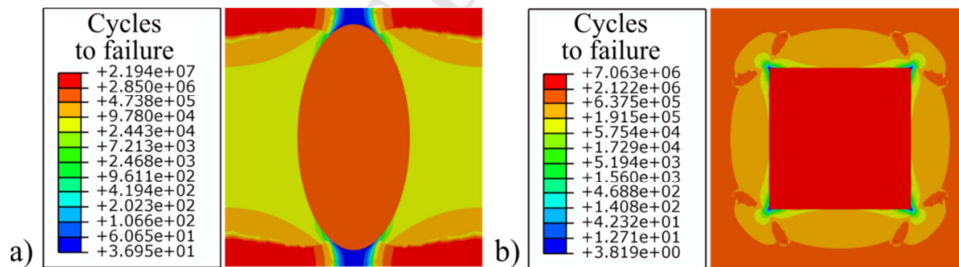 Cycles
to failure
+2.194e+07
+2.850e+06
+4.738e+05
+9.780e+04
+2.443e+04
+7.213e+03
+2.468e+03
+9.611e+02
+4.194e+02
+2.023e+02
+1.066e+02
+6.065e+01
+3.695e+01
a)
Cycles
to failure
+7.063e+06
+2.122e+06
+6.375e+05
+1.915e+05
+5.754e+04
+1.729e+04
+5.194e+03
+1.560e+03
+4.688e+02
+1.408e+02
+4.232e+01
+1.271e+01
+3.819e+00
b)